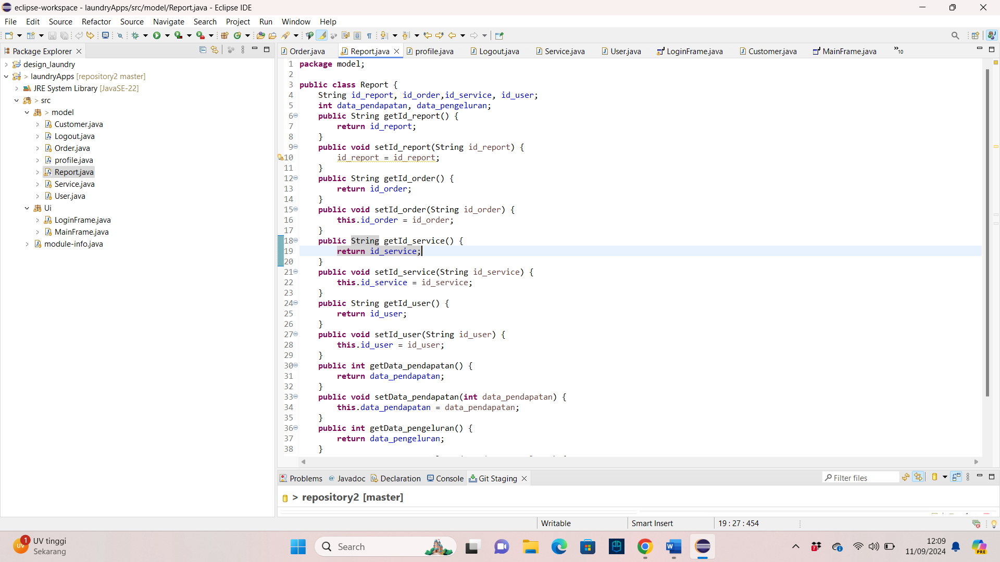 eclipse-workspace - laundryApps/src/model/Report.java - Eclipse IDE
File Edit Source Refactor Source Navigate Search Project Run Window Help
Package Explorer
design_laundry
> laundryApps [repository2 master]
JRE System Library [JavaSE-22]
> src
> model
Customer.java
Logout.java
Order.java
profile.java
Report.java
Service.java
User.java
Ui
LoginFrame.java
MainFrame.java
module-info.java
Order.java Report.java profile.java Logout.java Service.java User.java LoginFrame.java Customer.java MainFrame.java »10
1 package model;
2
3 public class Report {
4 String id_report, id_order,id_service, id_user;
5 int data_pendapatan, data_pengeluran;
6 public String getId_report() {
7 return id_report;
8 }
9 public void setId_report(String id_report) {
10 id_report = id_report;
11 }
12 public String getId_order() {
13 return id_order;
14 }
15 public void setId_order(String id_order) {
16 this.id_order = id_order;
17 }
18 public String getId_service() {
19 return id_service;
20 }
21 public void setId_service(String id_service) {
22 this.id_service = id_service;
23 }
24 public String getId_user() {
25 return id_user;
26 }
27 public void setId_user(String id_user) {
28 this.id_user = id_user;
29 }
30 public int getData_pendapatan() {
31 return data_pendapatan;
32 }
33 public void setData_pendapatan(int data_pendapatan) {
34 this.data_pendapatan = data_pendapatan;
35 }
36 public int getData_pengeluran() {
37 return data_pengeluran;
38 }
Problems @ Javadoc Declaration Console Git Staging
Filter files
> repository2 [master]
Writable Smart Insert 19 : 27 : 454
UV 1 UV tinggi
Sekarang
Search
7
PRE
12:09
11/09/2024